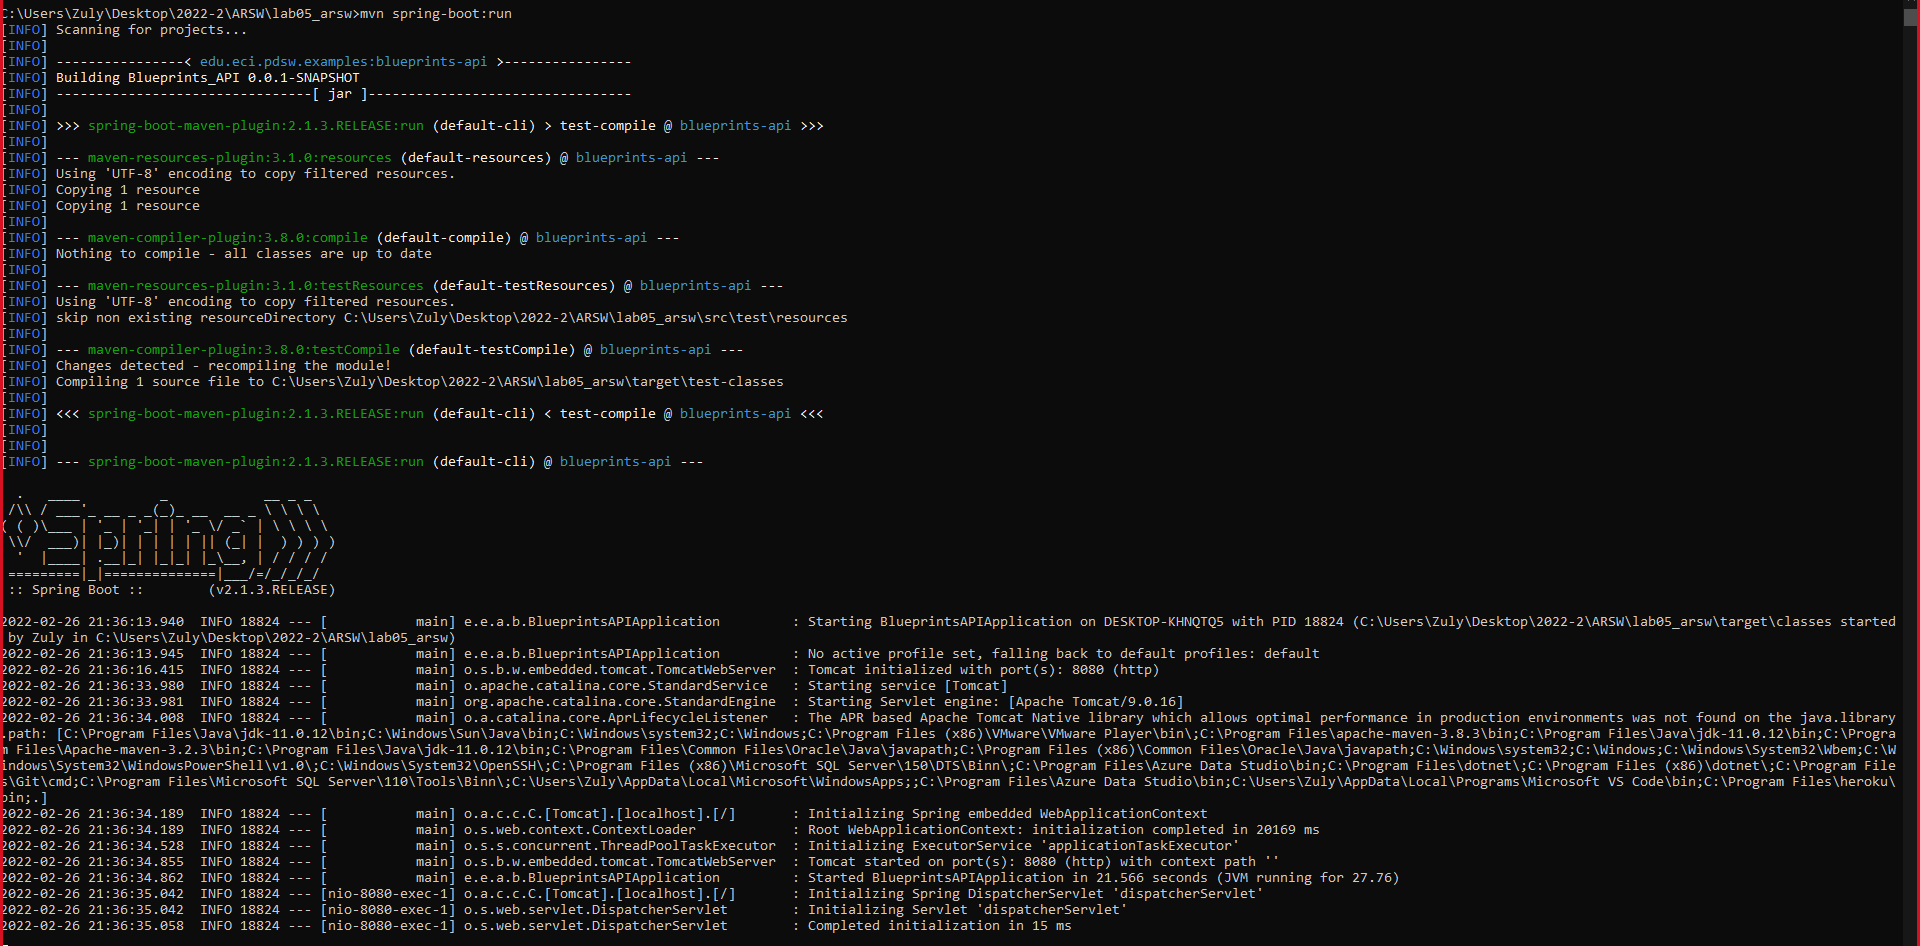 C:\Users\Zuly\Desktop\2022-2\ARSW\lab05_arsw>mvn spring-boot:run
[INFO] Scanning for projects...
[INFO]
[INFO] ----------------< edu.eci.pdsw.examples:blueprints-api >----------------
[INFO] Building Blueprints_API 0.0.1-SNAPSHOT
[INFO] --------------------------------[ jar ]---------------------------------
[INFO]
[INFO] >>> spring-boot-maven-plugin:2.1.3.RELEASE:run (default-cli) > test-compile @ blueprints-api >>>
[INFO]
[INFO] --- maven-resources-plugin:3.1.0:resources (default-resources) @ blueprints-api ---
[INFO] Using 'UTF-8' encoding to copy filtered resources.
[INFO] Copying 1 resource
[INFO] Copying 1 resource
[INFO]
[INFO] --- maven-compiler-plugin:3.8.0:compile (default-compile) @ blueprints-api ---
[INFO] Nothing to compile - all classes are up to date
[INFO]
[INFO] --- maven-resources-plugin:3.1.0:testResources (default-testResources) @ blueprints-api ---
[INFO] Using 'UTF-8' encoding to copy filtered resources.
[INFO] skip non existing resourceDirectory C:\Users\Zuly\Desktop\2022-2\ARSW\lab05_arsw\src\test\resources
[INFO]
[INFO] --- maven-compiler-plugin:3.8.0:testCompile (default-testCompile) @ blueprints-api ---
[INFO] Changes detected - recompiling the module!
[INFO] Compiling 1 source file to C:\Users\Zuly\Desktop\2022-2\ARSW\lab05_arsw\target\test-classes
[INFO]
[INFO] <<< spring-boot-maven-plugin:2.1.3.RELEASE:run (default-cli) < test-compile @ blueprints-api <<<
[INFO]
[INFO]
[INFO] --- spring-boot-maven-plugin:2.1.3.RELEASE:run (default-cli) @ blueprints-api ---

  .   ____          _            __ _ _
 /\\ / ___'_ __ _ _(_)_ __  __ _ \ \ \ \
( ( )\___ | '_ | '_| | '_ \/ _` | \ \ \ \
 \\/  ___)| |_)| | | | | || (_| |  ) ) ) )
  '  |____| .__|_| |_|_| |_\__, | / / / /
 =========|_|==============|___/=/_/_/_/
 :: Spring Boot ::        (v2.1.3.RELEASE)

2022-02-26 21:36:13.940  INFO 18824 --- [           main] e.e.a.b.BlueprintsAPIApplication         : Starting BlueprintsAPIApplication on DESKTOP-KHNQTQ5 with PID 18824 (C:\Users\Zuly\Desktop\2022-2\ARSW\lab05_arsw\target\classes started
 by Zuly in C:\Users\Zuly\Desktop\2022-2\ARSW\lab05_arsw)
2022-02-26 21:36:13.945  INFO 18824 --- [           main] e.e.a.b.BlueprintsAPIApplication         : No active profile set, falling back to default profiles: default
2022-02-26 21:36:16.415  INFO 18824 --- [           main] o.s.b.w.embedded.tomcat.TomcatWebServer  : Tomcat initialized with port(s): 8080 (http)
2022-02-26 21:36:33.980  INFO 18824 --- [           main] o.apache.catalina.core.StandardService   : Starting service [Tomcat]
2022-02-26 21:36:33.981  INFO 18824 --- [           main] org.apache.catalina.core.StandardEngine  : Starting Servlet engine: [Apache Tomcat/9.0.16]
2022-02-26 21:36:34.008  INFO 18824 --- [           main] o.a.catalina.core.AprLifecycleListener   : The APR based Apache Tomcat Native library which allows optimal performance in production environments was not found on the java.library
.path: [C:\Program Files\Java\jdk-11.0.12\bin;C:\Windows\Sun\Java\bin;C:\Windows\system32;C:\Windows;C:\Program Files (x86)\VMware\VMware Player\bin\;C:\Program Files\apache-maven-3.8.3\bin;C:\Program Files\Java\jdk-11.0.12\bin;C:\Progra
m Files\Apache-maven-3.2.3\bin;C:\Program Files\Java\jdk-11.0.12\bin;C:\Program Files\Common Files\Oracle\Java\javapath;C:\Program Files (x86)\Common Files\Oracle\Java\javapath;C:\Windows\system32;C:\Windows;C:\Windows\System32\Wbem;C:\W
indows\System32\WindowsPowerShell\v1.0\;C:\Windows\System32\OpenSSH\;C:\Program Files (x86)\Microsoft SQL Server\150\DTS\Binn\;C:\Program Files\Azure Data Studio\bin;C:\Program Files\dotnet\;C:\Program Files (x86)\dotnet\;C:\Program File
s\Git\cmd;C:\Program Files\Microsoft SQL Server\110\Tools\Binn\;C:\Users\Zuly\AppData\Local\Microsoft\WindowsApps;;C:\Program Files\Azure Data Studio\bin;C:\Users\Zuly\AppData\Local\Programs\Microsoft VS Code\bin;C:\Program Files\heroku\
bin;.]
2022-02-26 21:36:34.189  INFO 18824 --- [           main] o.a.c.c.C.[Tomcat].[localhost].[/]       : Initializing Spring embedded WebApplicationContext
2022-02-26 21:36:34.189  INFO 18824 --- [           main] o.s.web.context.ContextLoader            : Root WebApplicationContext: initialization completed in 20169 ms
2022-02-26 21:36:34.528  INFO 18824 --- [           main] o.s.s.concurrent.ThreadPoolTaskExecutor  : Initializing ExecutorService 'applicationTaskExecutor'
2022-02-26 21:36:34.855  INFO 18824 --- [           main] o.s.b.w.embedded.tomcat.TomcatWebServer  : Tomcat started on port(s): 8080 (http) with context path ''
2022-02-26 21:36:34.862  INFO 18824 --- [           main] e.e.a.b.BlueprintsAPIApplication         : Started BlueprintsAPIApplication in 21.566 seconds (JVM running for 27.76)
2022-02-26 21:36:35.042  INFO 18824 --- [nio-8080-exec-1] o.a.c.c.C.[Tomcat].[localhost].[/]       : Initializing Spring DispatcherServlet 'dispatcherServlet'
2022-02-26 21:36:35.042  INFO 18824 --- [nio-8080-exec-1] o.s.web.servlet.DispatcherServlet        : Initializing Servlet 'dispatcherServlet'
2022-02-26 21:36:35.058  INFO 18824 --- [nio-8080-exec-1] o.s.web.servlet.DispatcherServlet        : Completed initialization in 15 ms